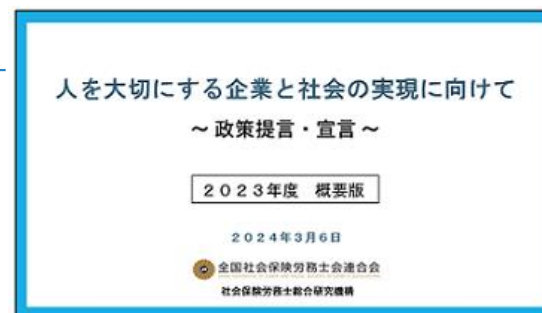 人を大切にする企業と社会の実現に向けて
～ 政策提言・宣言 ～
２０２３年度　概要版
２０２４年３月６日
全国社会保険労務士会連合会
社会保険労務士総合研究機構